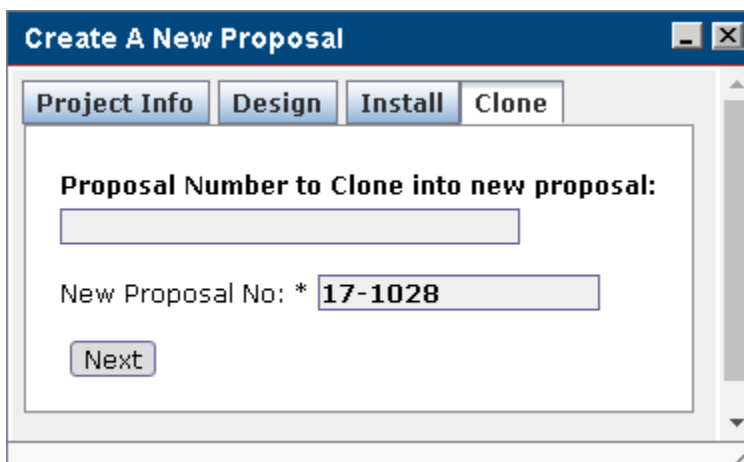 Create A New Proposal
Project Info Design Install Clone
Proposal Number to Clone into new proposal:
New Proposal No: * 17-1028
Next